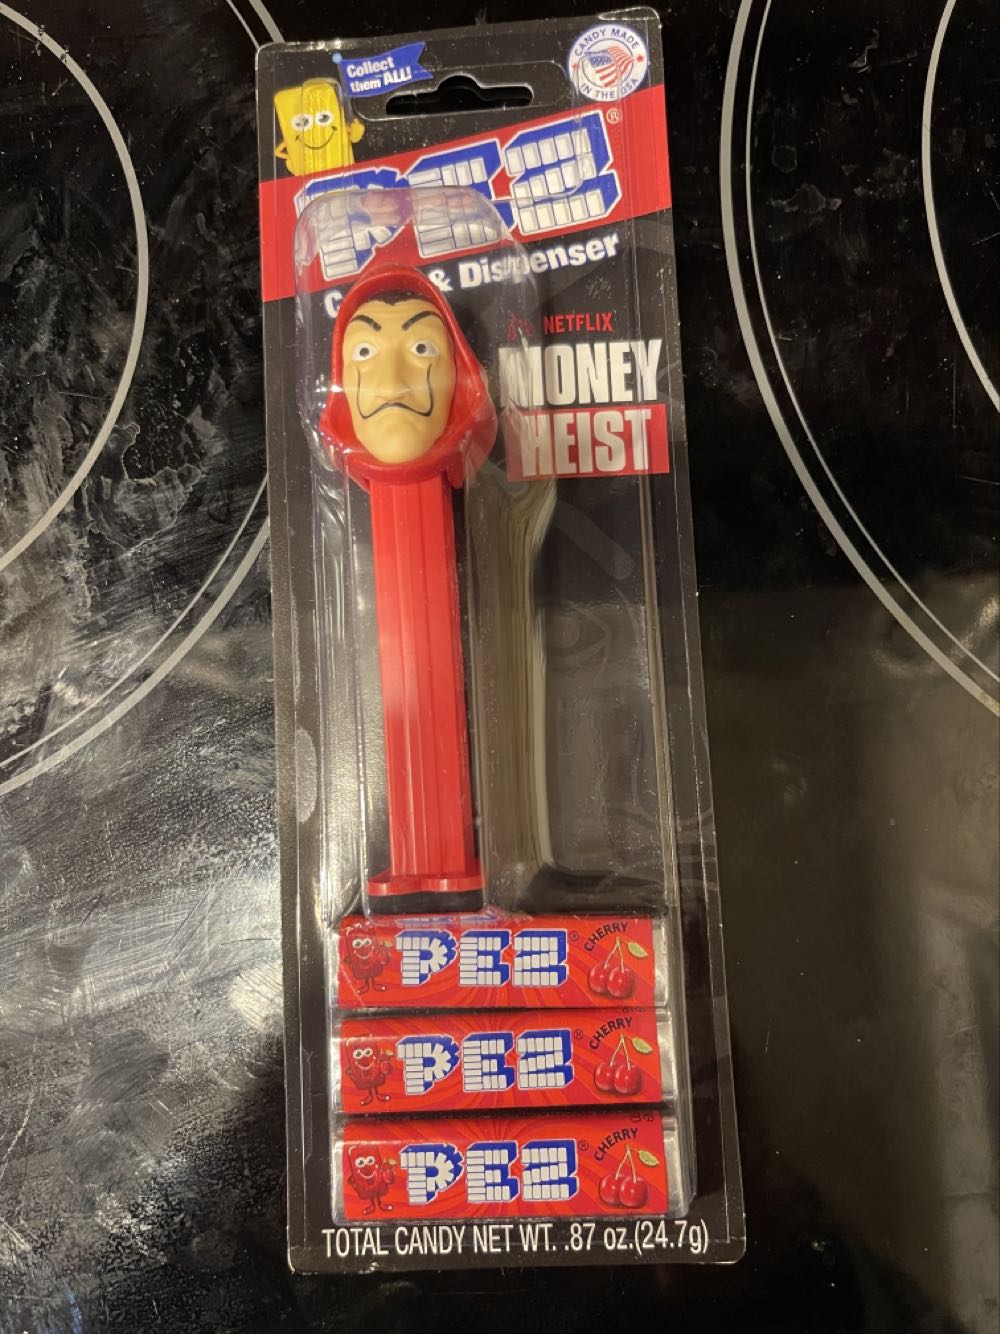 Collect
them ALL!
CANDY MADE
IN THE USA
PEZ®
& Dispenser
NETFLIX
MONEY
HEIST
PEZ® CHERRY
PEZ® CHERRY
PEZ® CHERRY
TOTAL CANDY NET WT. .87 oz.(24.7g)